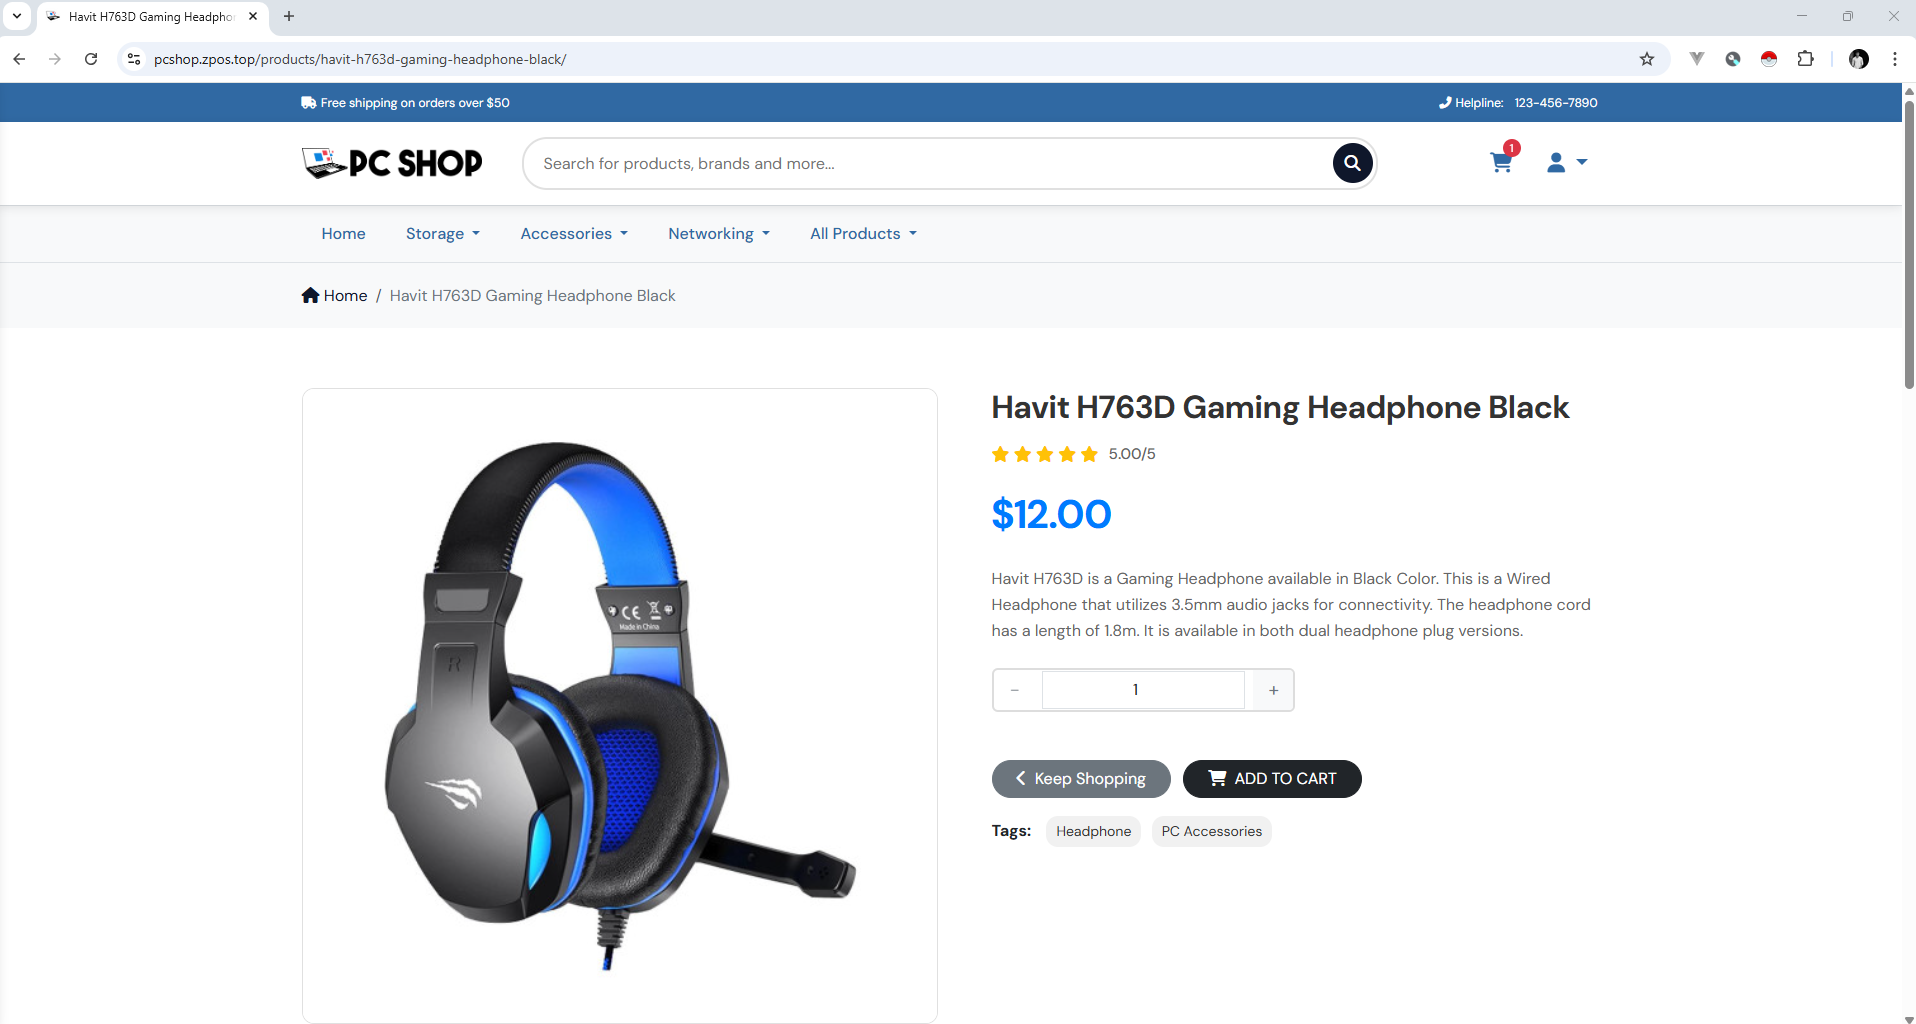 Havit H763D Gaming Headpho
pcshop.zpos.top/products/havit-h763d-gaming-headphone-black/
Free shipping on orders over $50
Helpline: 123-456-7890
PC SHOP
Search for products, brands and more...
1
Home
Storage
Accessories
Networking
All Products
Home / Havit H763D Gaming Headphone Black
Havit H763D Gaming Headphone Black
5.00/5
$12.00
Havit H763D is a Gaming Headphone available in Black Color. This is a Wired
Headphone that utilizes 3.5mm audio jacks for connectivity. The headphone cord
has a length of 1.8m. It is available in both dual headphone plug versions.
− 1 +
Keep Shopping
ADD TO CART
Tags: Headphone PC Accessories
CE
Made in China
R